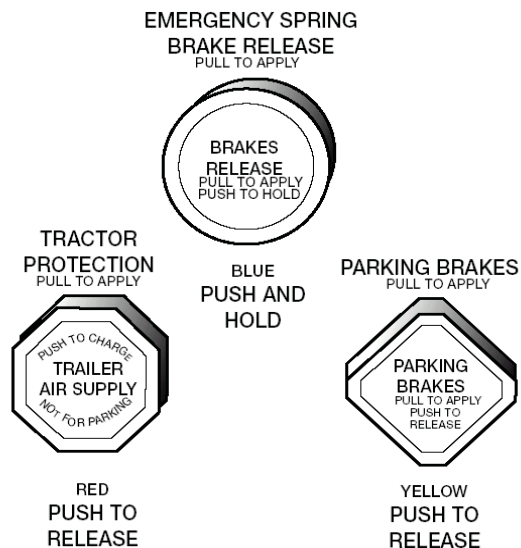 EMERGENCY SPRING
BRAKE RELEASE
PULL TO APPLY
BRAKES
RELEASE
PULL TO APPLY
PUSH TO HOLD
BLUE
PUSH AND
HOLD
TRACTOR
PROTECTION
PULL TO APPLY
PUSH TO CHARGE
TRAILER
AIR SUPPLY
NOT FOR PARKING
RED
PUSH TO
RELEASE
PARKING BRAKES
PULL TO APPLY
PARKING
BRAKES
PULL TO APPLY
PUSH TO
RELEASE
YELLOW
PUSH TO
RELEASE